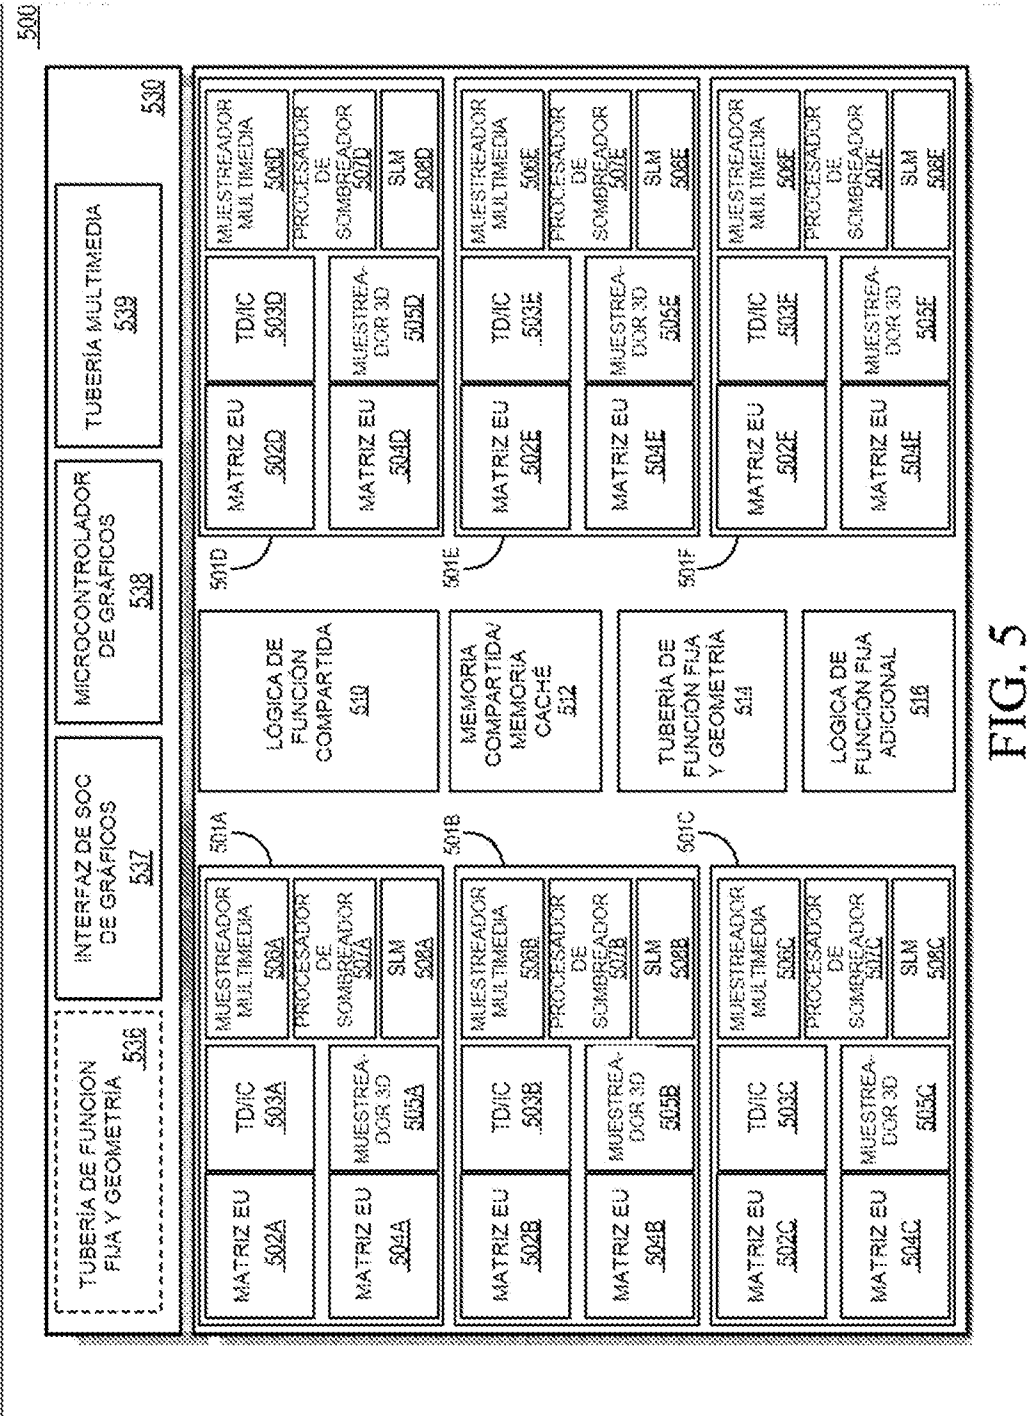 500
TUBERÍA DE FUNCION
FIJA Y GEOMETRÍA
536
INTERFAZ DE SOC
DE GRÁFICOS
537
MICROCONTROLADOR
DE GRÁFICOS
538
TUBERÍA MULTIMEDIA
539
530
501A
MATRIZ EU
502A
TD/IC
503A
MUESTREADOR
MULTIMEDIA
506A
PROCESADOR
DE
SOMBREADOR
507A
MATRIZ EU
504A
MUESTREA-
DOR 3D
505A
SLM
508A
LÓGICA DE
FUNCIÓN
COMPARTIDA
510
501D
MATRIZ EU
502D
TD/IC
503D
MUESTREADOR
MULTIMEDIA
506D
PROCESADOR
DE
SOMBREADOR
507D
MATRIZ EU
504D
MUESTREA-
DOR 3D
505D
SLM
508D
501B
MATRIZ EU
502B
TD/IC
503B
MUESTREADOR
MULTIMEDIA
506B
PROCESADOR
DE
SOMBREADOR
507B
MATRIZ EU
504B
MUESTREA-
DOR 3D
505B
SLM
508B
MEMORIA
COMPARTIDA/
MEMORIA
CACHÉ
512
501E
MATRIZ EU
502E
TD/IC
503E
MUESTREADOR
MULTIMEDIA
506E
PROCESADOR
DE
SOMBREADOR
507E
MATRIZ EU
504E
MUESTREA-
DOR 3D
505E
SLM
508E
TUBERÍA DE
FUNCIÓN FIJA
Y GEOMETRÍA
514
501C
MATRIZ EU
502C
TD/IC
503C
MUESTREADOR
MULTIMEDIA
506C
PROCESADOR
DE
SOMBREADOR
507C
MATRIZ EU
504C
MUESTREA-
DOR 3D
505C
SLM
508C
LÓGICA DE
FUNCIÓN FIJA
ADICIONAL
516
501F
MATRIZ EU
502F
TD/IC
503F
MUESTREADOR
MULTIMEDIA
506F
PROCESADOR
DE
SOMBREADOR
507F
MATRIZ EU
504F
MUESTREA-
DOR 3D
505F
SLM
508F
FIG. 5